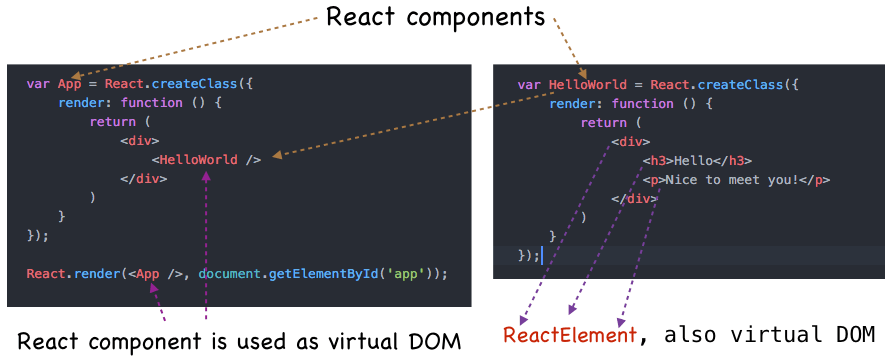 React components
var App = React.createClass({
    render: function () {
        return (
            <div>
                <HelloWorld />
            </div>
        )
    }
});
React.render(<App />, document.getElementById('app'));
var HelloWorld = React.createClass({
    render: function () {
        return (
            <div>
                <h3>Hello</h3>
                <p>Nice to meet you!</p>
            </div>
        )
    }
});
React component is used as virtual DOM
ReactElement, also virtual DOM